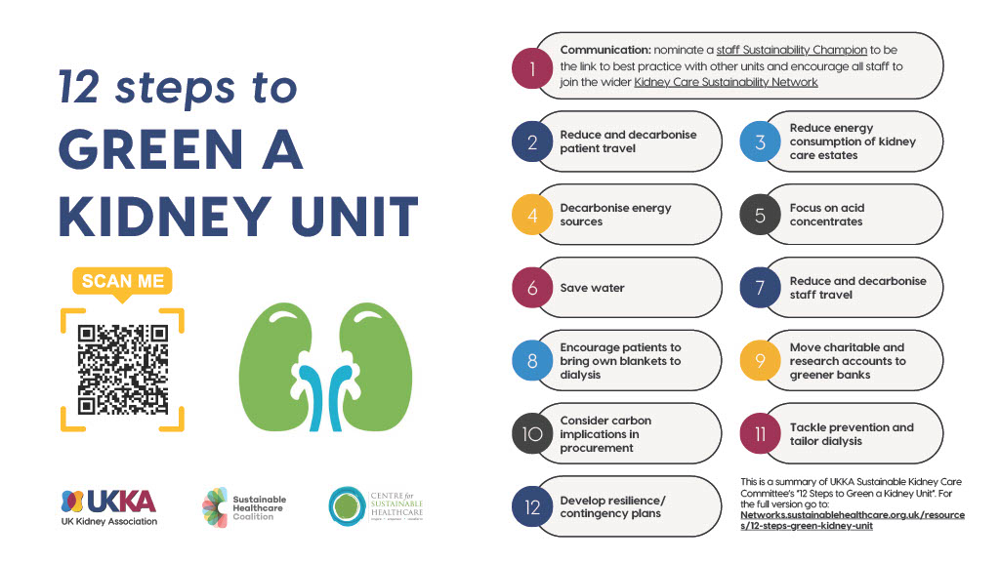 12 steps to
GREEN A
KIDNEY UNIT
SCAN ME
UKKA
UK Kidney Association
Sustainable
Healthcare
Coalition
CENTRE for
SUSTAINABLE
HEALTHCARE
1
Communication: nominate a staff Sustainability Champion to be
the link to best practice with other units and encourage all staff to
join the wider Kidney Care Sustainability Network
2
Reduce and decarbonise
patient travel
3
Reduce energy
consumption of kidney
care estates
4
Decarbonise energy
sources
5
Focus on acid
concentrates
6
Save water
7
Reduce and decarbonise
staff travel
8
Encourage patients to
bring own blankets to
dialysis
9
Move charitable and
research accounts to
greener banks
10
Consider carbon
implications in
procurement
11
Tackle prevention and
tailor dialysis
12
Develop resilience/
contingency plans
This is a summary of UKKA Sustainable Kidney Care
Committee's "12 Steps to Green a Kidney Unit". For
the full version go to:
Networks.sustainablehealthcare.org.uk/resource
s/12-steps-green-kidney-unit